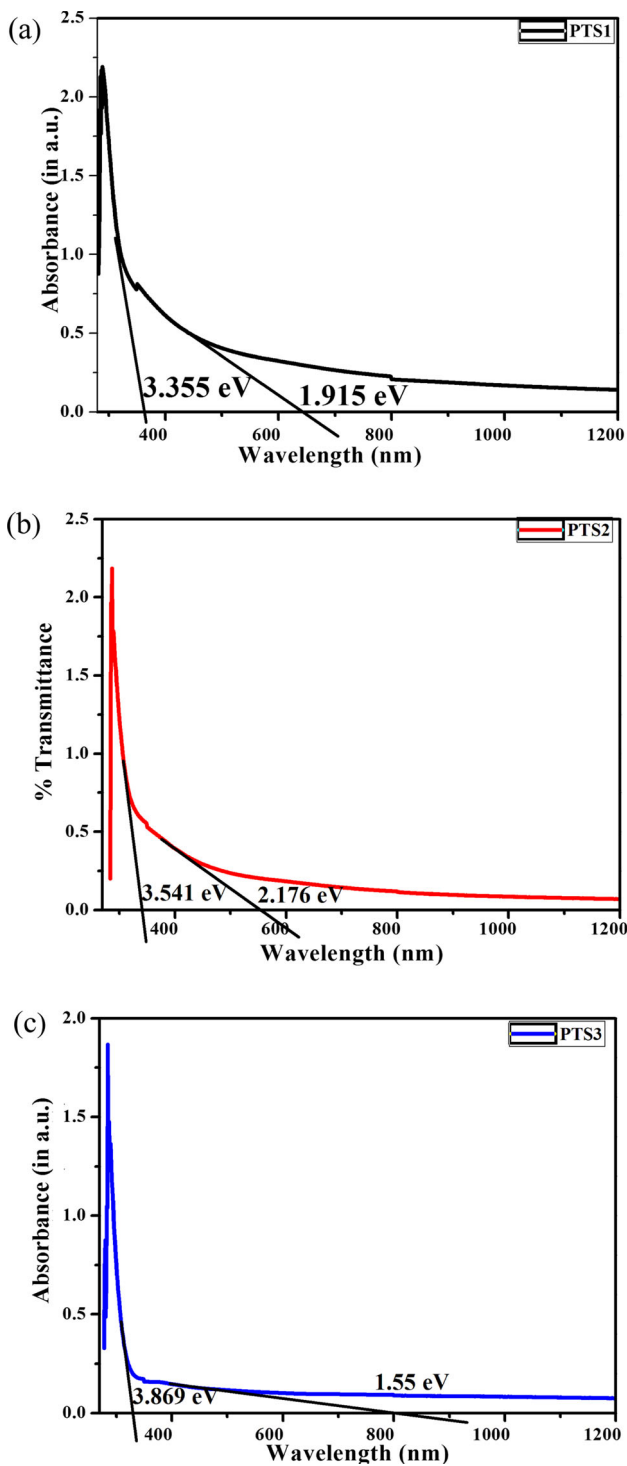 (a)
PTS1
2.5
2.0
1.5
1.0
0.5
0.0
Absorbance (in a.u.)
3.355 eV
1.915 eV
400
600
800
1000
1200
Wavelength (nm)
(b)
PTS2
2.5
2.0
1.5
1.0
0.5
0.0
% Transmittance
3.541 eV
2.176 eV
400
600
800
1000
1200
Wavelength (nm)
(c)
PTS3
2.0
1.5
1.0
0.5
0.0
Absorbance (in a.u.)
3.869 eV
1.55 eV
400
600
800
1000
1200
Wavelength (nm)